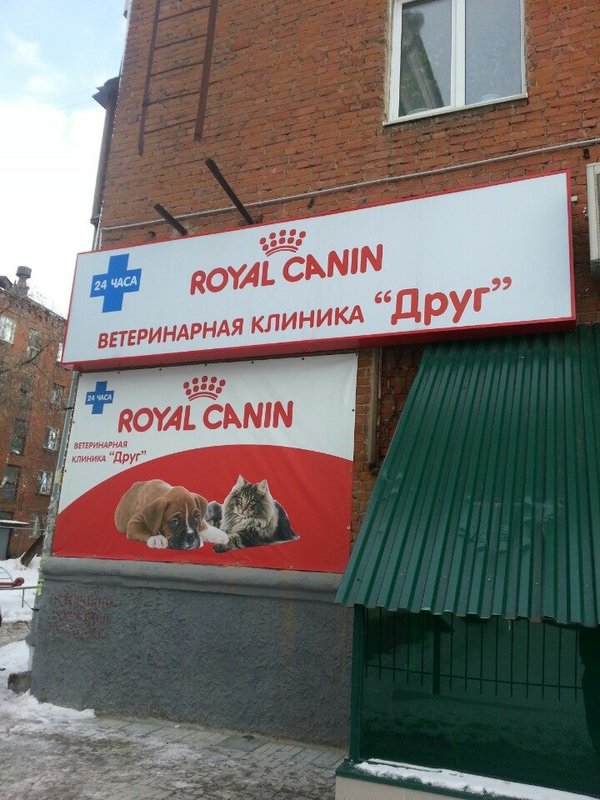 24 ЧАСА
ROYAL CANIN
ВЕТЕРИНАРНАЯ КЛИНИКА “Друг”
24 ЧАСА
ROYAL CANIN
ВЕТЕРИНАРНАЯ
КЛИНИКА “Друг”